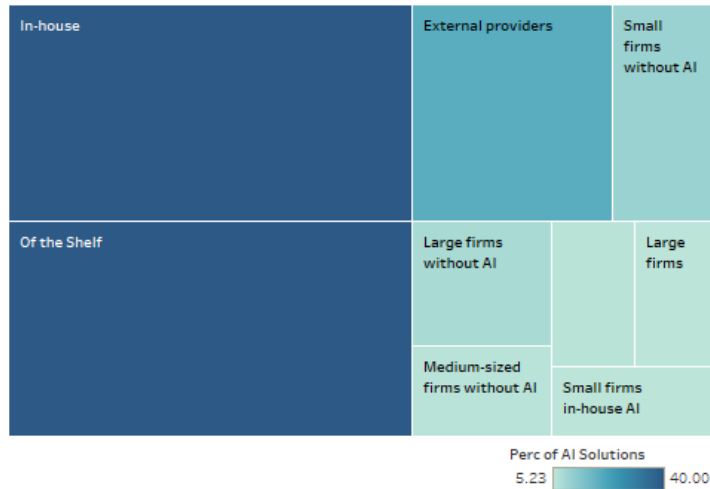 In-house
External providers
Small
firms
without AI
Of the Shelf
Large firms
without AI
Large
firms
Medium-sized
firms without AI
Small firms
in-house AI
Perc of AI Solutions
5.23
40.00